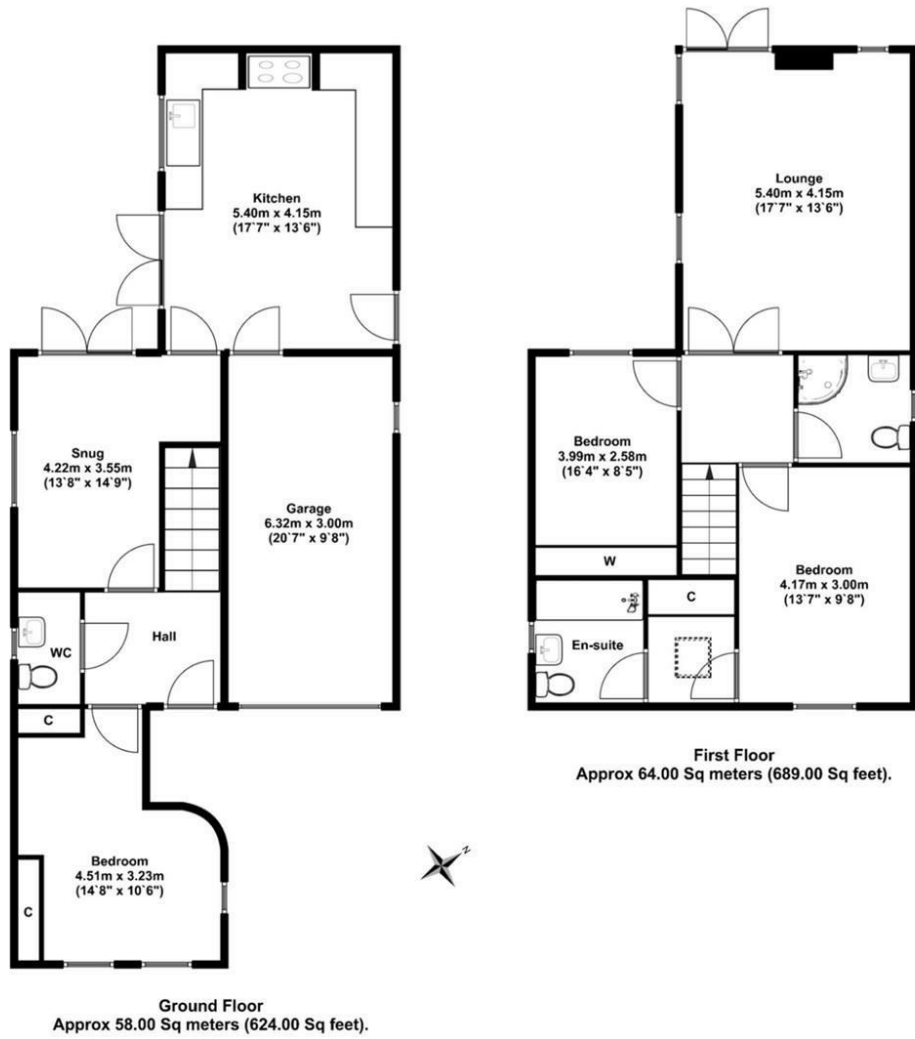 Kitchen
5.40m x 4.15m
(17`7" x 13`6")
Snug
4.22m x 3.55m
(13`8" x 14`9")
Garage
6.32m x 3.00m
(20`7" x 9`8")
WC
Hall
C
Bedroom
4.51m x 3.23m
(14`8" x 10`6")
C
Ground Floor
Approx 58.00 Sq meters (624.00 Sq feet).
Lounge
5.40m x 4.15m
(17`7" x 13`6")
Bedroom
3.99m x 2.58m
(16`4" x 8`5")
W
C
Bedroom
4.17m x 3.00m
(13`7" x 9`8")
En-suite
First Floor
Approx 64.00 Sq meters (689.00 Sq feet).
N